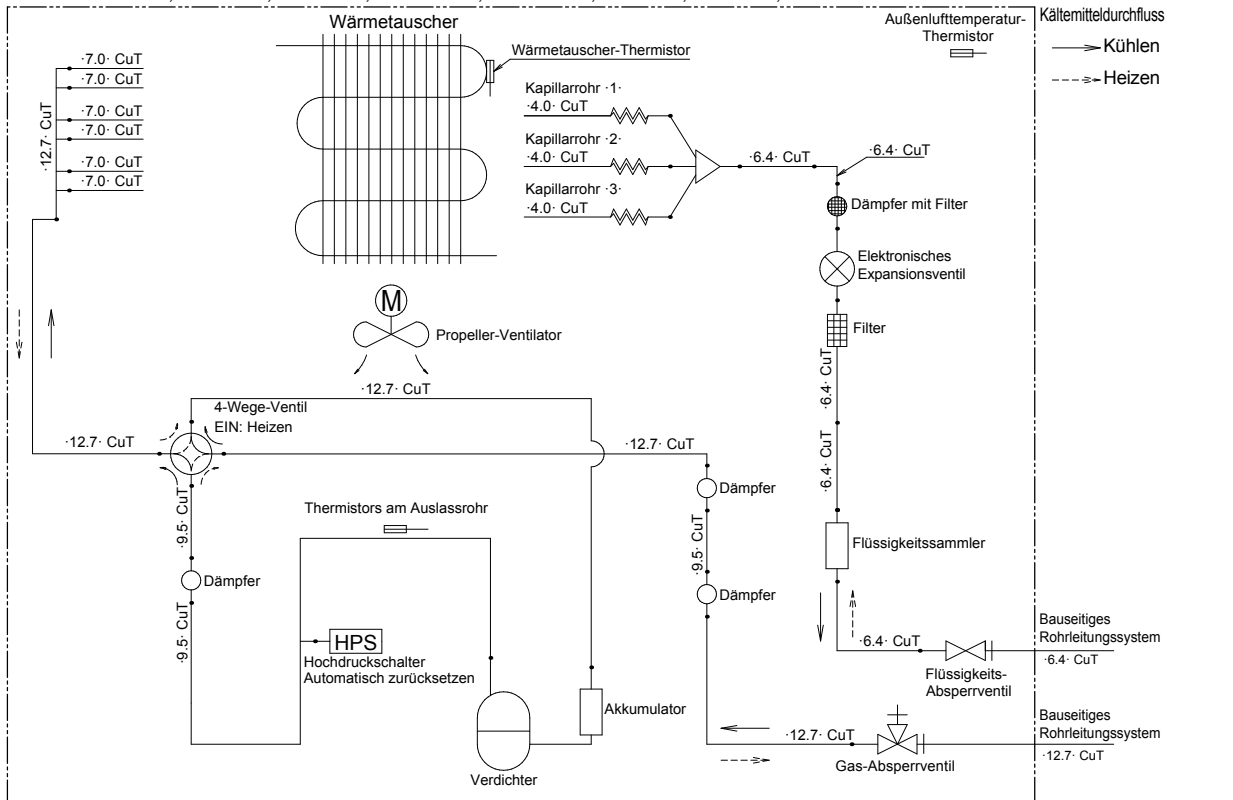 Wärmetauscher
Außenlufttemperatur-
Thermistor
Kältemitteldurchfluss
Kühlen
Heizen
Wärmetauscher-Thermistor
·7.0· CuT
·7.0· CuT
·7.0· CuT
·7.0· CuT
·7.0· CuT
·7.0· CuT
·12.7· CuT
Kapillarrohr ·1·
·4.0· CuT
Kapillarrohr ·2·
·4.0· CuT
Kapillarrohr ·3·
·4.0· CuT
·6.4· CuT
·6.4· CuT
Dämpfer mit Filter
Elektronisches
Expansionsventil
Filter
M
Propeller-Ventilator
·6.4· CuT
·12.7· CuT
4-Wege-Ventil
EIN: Heizen
·12.7· CuT
·12.7· CuT
·6.4· CuT
Dämpfer
·9.5· CuT
Thermistors am Auslassrohr
·9.5· CuT
Flüssigkeitssammler
Dämpfer
Dämpfer
·9.5· CuT
HPS
Hochdruckschalter
Automatisch zurücksetzen
·6.4· CuT
Bauseitiges
Rohrleitungssystem
·6.4· CuT
Flüssigkeits-
Absperrventil
Akkumulator
Verdichter
·12.7· CuT
Gas-Absperrventil
Bauseitiges
Rohrleitungssystem
·12.7· CuT